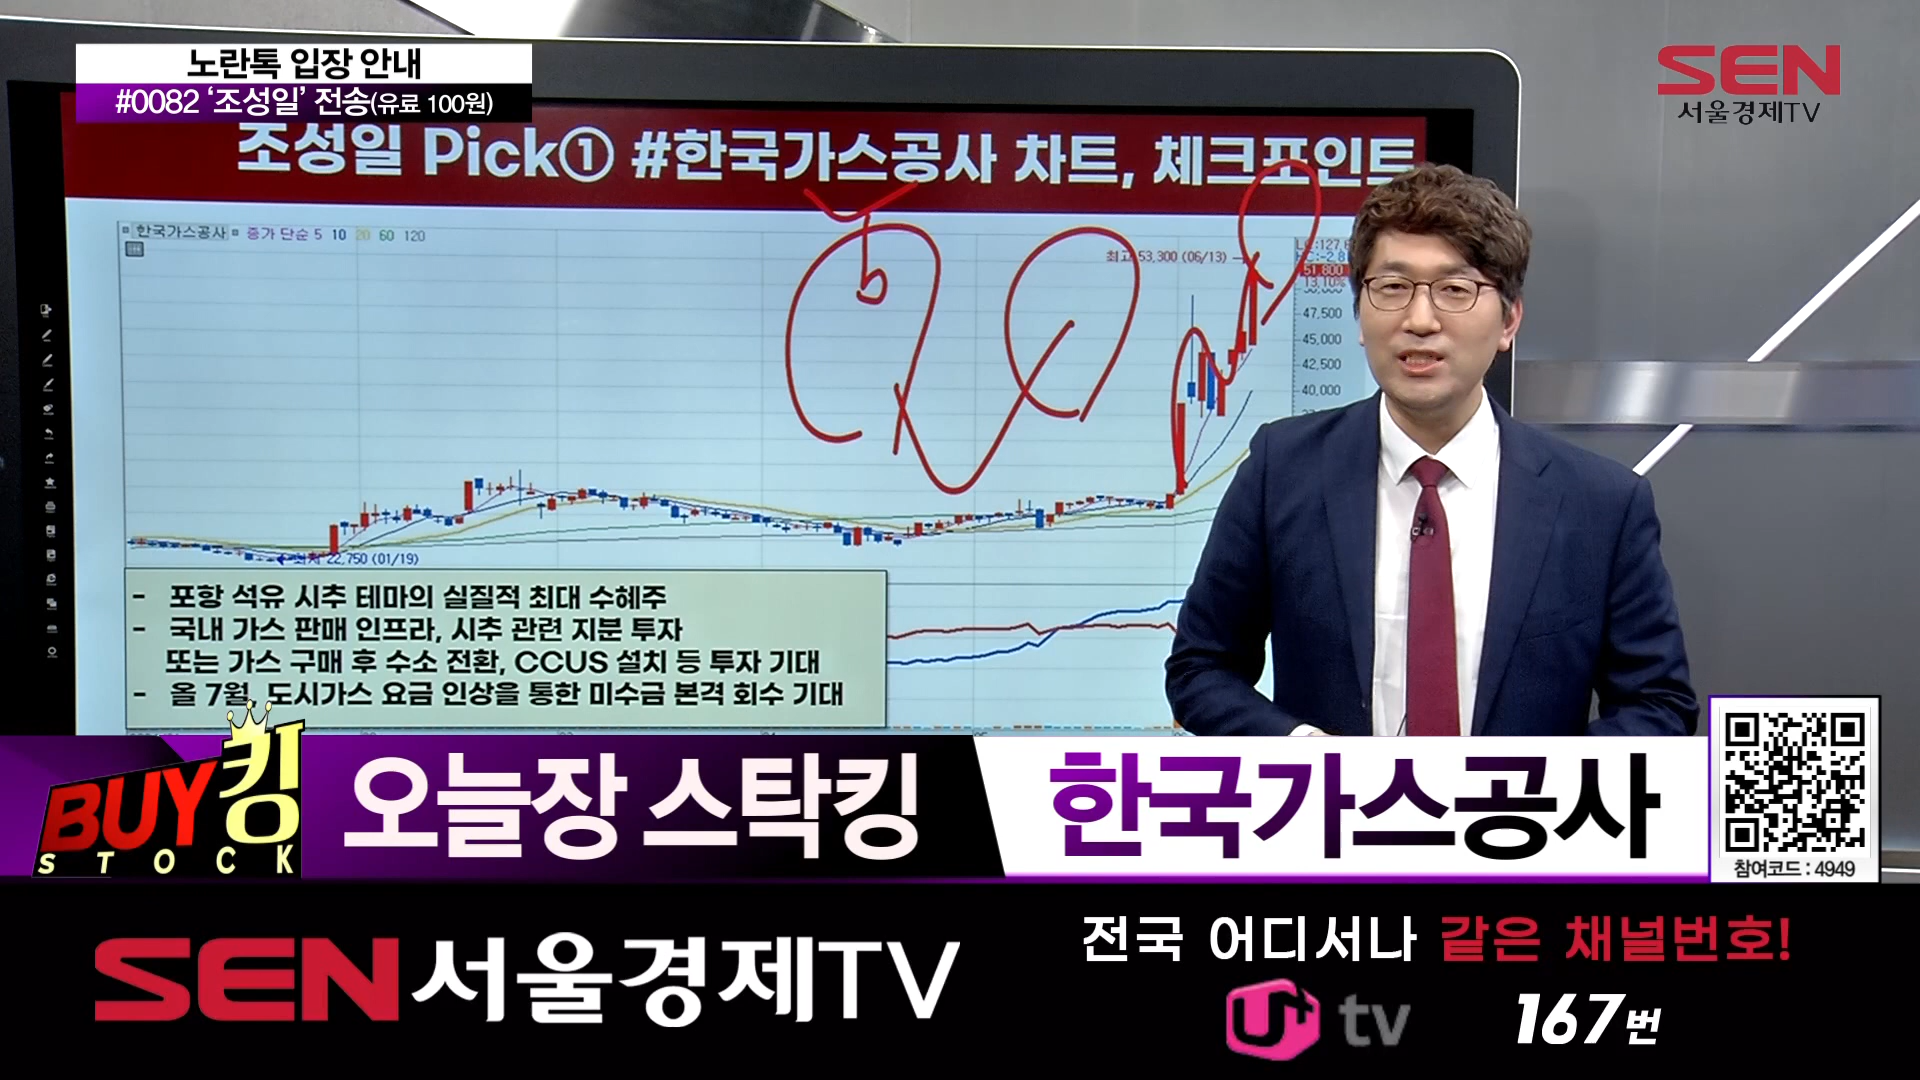 노란톡 입장 안내
#0082 ‘조성일’ 전송(유료 100원)
SEN
서울경제TV
조성일 Pick① #한국가스공사 차트, 체크포인트
한국가스공사 종가 단순 5 10 20 60 120
최고 53,300 (06/13)
51,800
13.10%
47,500
45,000
42,500
40,000
22,750 (01/19)
- 포항 석유 시추 테마의 실질적 최대 수혜주
- 국내 가스 판매 인프라, 시추 관련 지분 투자
또는 가스 구매 후 수소 전환, CCUS 설치 등 투자 기대
- 올 7월, 도시가스 요금 인상을 통한 미수금 본격 회수 기대
BUY킹
STOCK
오늘장 스탁킹
한국가스공사
참여코드 : 4949
SEN 서울경제TV
전국 어디서나 같은 채널번호!
U+ tv
167번